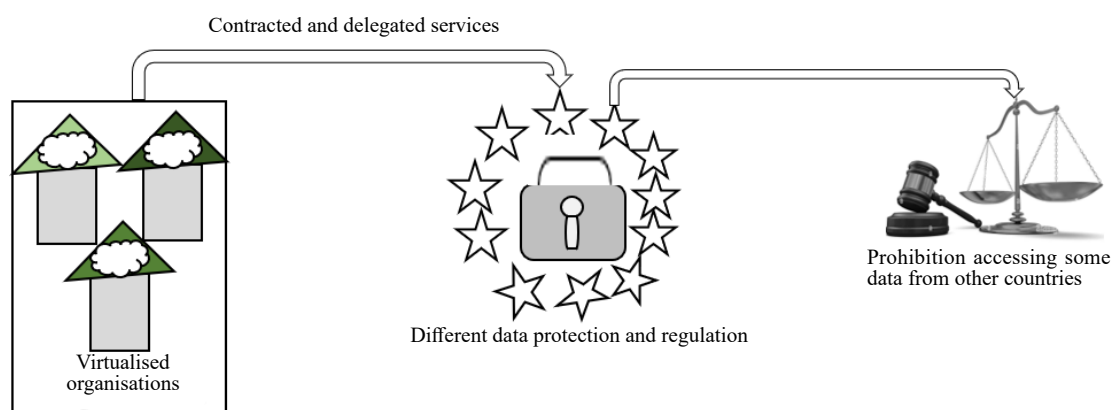 Contracted and delegated services
Prohibition accessing some
data from other countries
Different data protection and regulation
Virtualised
organisations